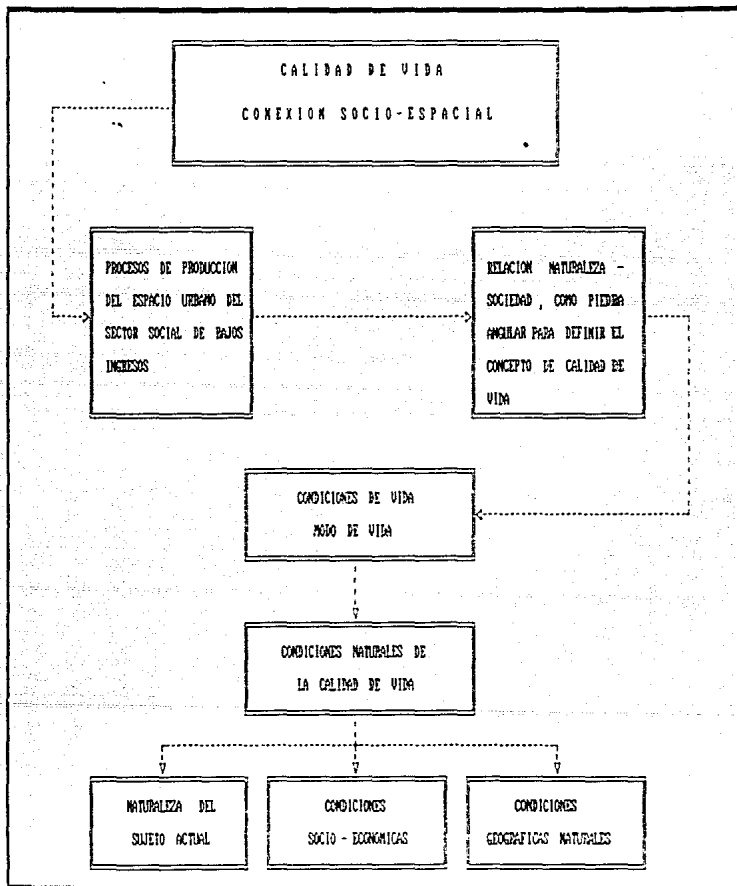 CALIDAD DE VIDA
CONEXION SOCIO-ESPACIAL
PROCESOS DE PRODUCCION
DEL ESPACIO URBANO DEL
SECTOR SOCIAL DE BAJOS
INGRESOS
RELACION NATURALEZA -
SOCIEDAD , COMO PIEDRA
ANGULAR PARA DEFINIR EL
CONCEPTO DE CALIDAD DE
VIDA
CONDICIONES DE VIDA
MODO DE VIDA
CONDICIONES NATURALES DE
LA CALIDAD DE VIDA
NATURALEZA DEL
SUJETO ACTUAL
CONDICIONES
SOCIO - ECONOMICAS
CONDICIONES
GEOGRAFICAS NATURALES